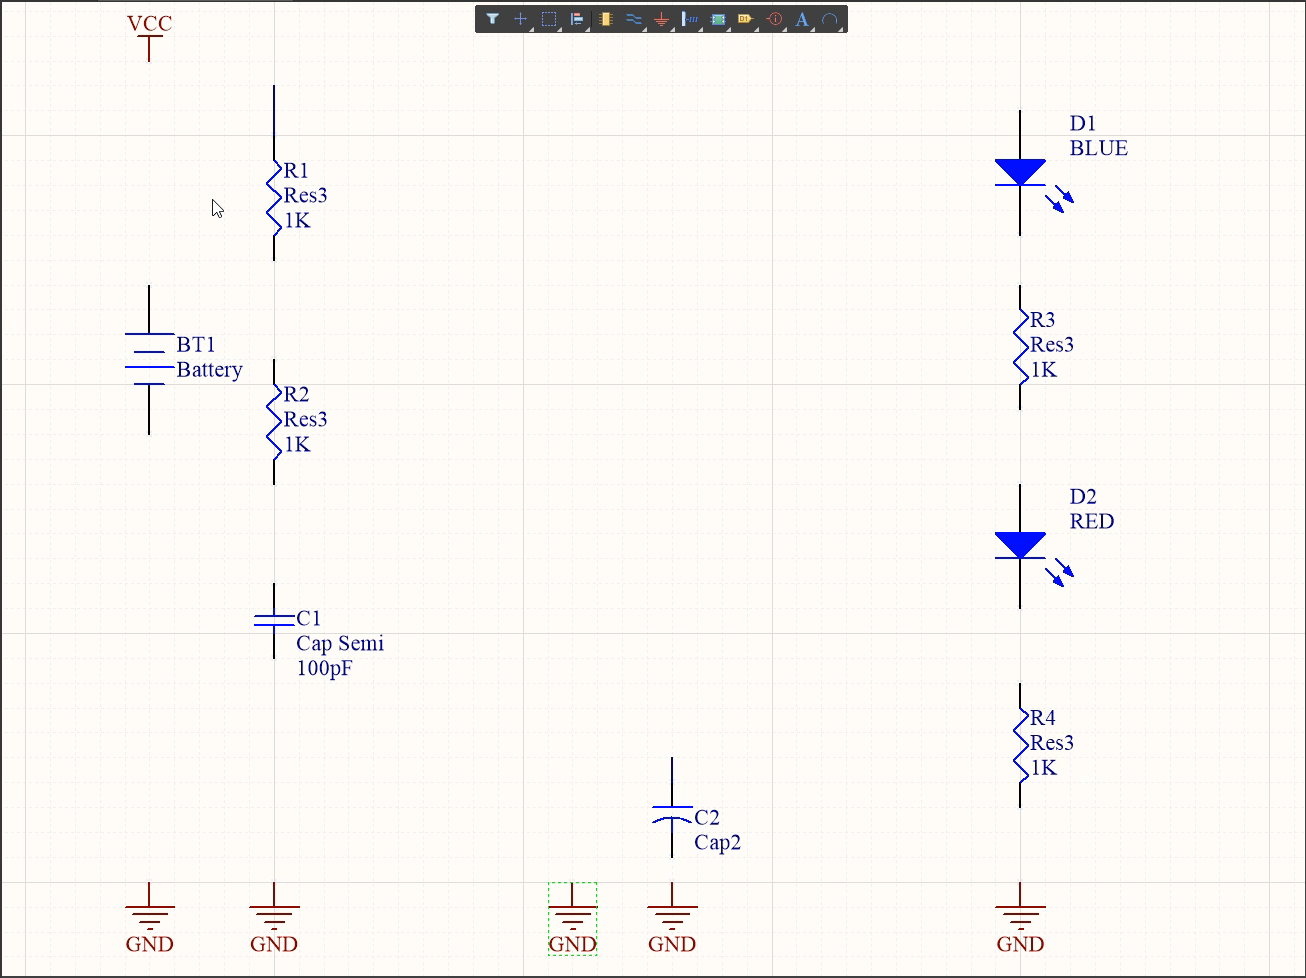 VCC
R1
Res3
1K
D1
BLUE
BT1
Battery
R2
Res3
1K
R3
Res3
1K
D2
RED
C1
Cap Semi
100pF
R4
Res3
1K
C2
Cap2
GND
GND
GND
GND
GND
D1
A